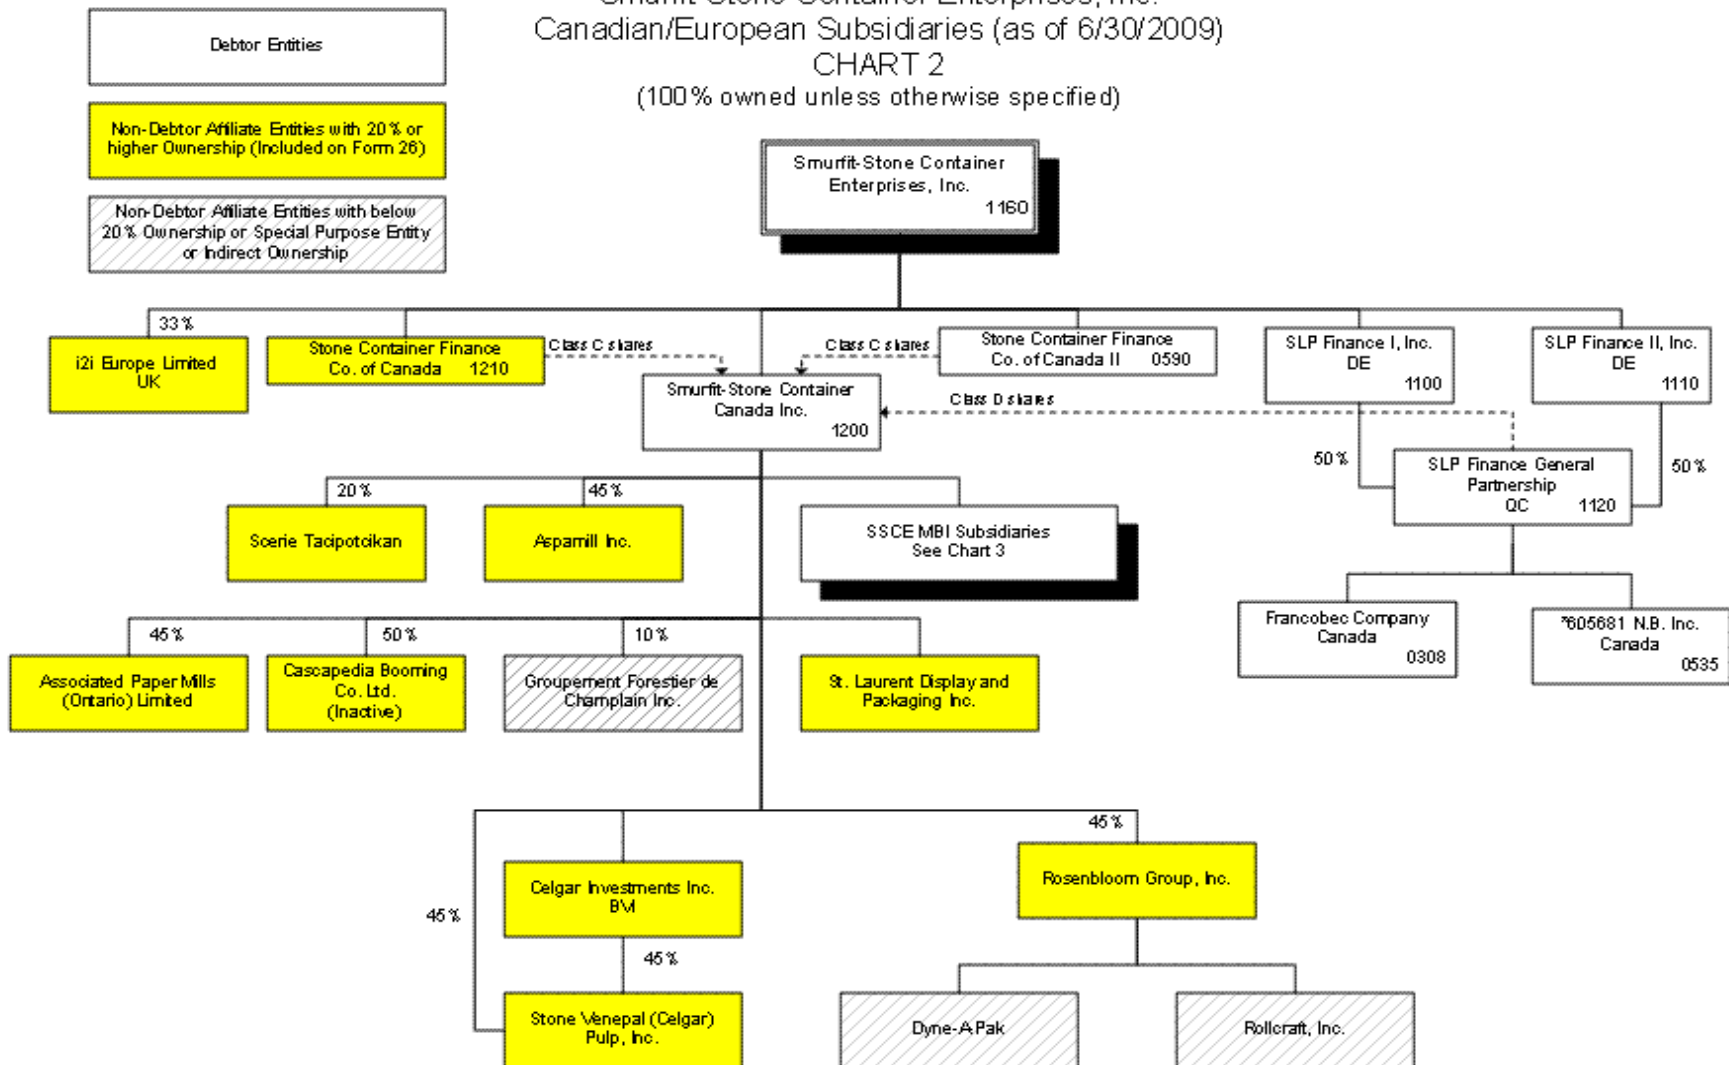 Smurfit-Stone Container Enterprises, Inc.
Canadian/European Subsidiaries (as of 6/30/2009)
CHART 2
(100% owned unless otherwise specified)
Debtor Entities
Non-Debtor Affiliate Entities with 20% or
higher Ownership (Included on Form 26)
Non-Debtor Affiliate Entities with below
20% Ownership or Special Purpose Entity
or Indirect Ownership
Smurfit-Stone Container
Enterprises, Inc.
1160
33%
i2i Europe Limited
UK
Stone Container Finance
Co. of Canada 1210
Class C shares
Class C shares
Stone Container Finance
Co. of Canada II 0590
SLP Finance I, Inc.
DE
1100
SLP Finance II, Inc.
DE
1110
Smurfit-Stone Container
Canada Inc.
1200
Class D shares
50%
50%
SLP Finance General
Partnership
QC 1120
20%
Scerie Tacipotcikan
45%
Aspamill Inc.
SSCE MBI Subsidiaries
See Chart 3
Francobec Company
Canada
0308
*605681 N.B. Inc.
Canada
0535
45%
Associated Paper Mills
(Ontario) Limited
50%
Cascapedia Booming
Co. Ltd.
(Inactive)
10%
Groupement Forestier de
Champlain Inc.
St. Laurent Display and
Packaging Inc.
45%
Celgar Investments Inc.
BVI
45%
Stone Venepal (Celgar)
Pulp, Inc.
45%
Rosenbloom Group, Inc.
Dyne-A Pak
Rollcraft, Inc.